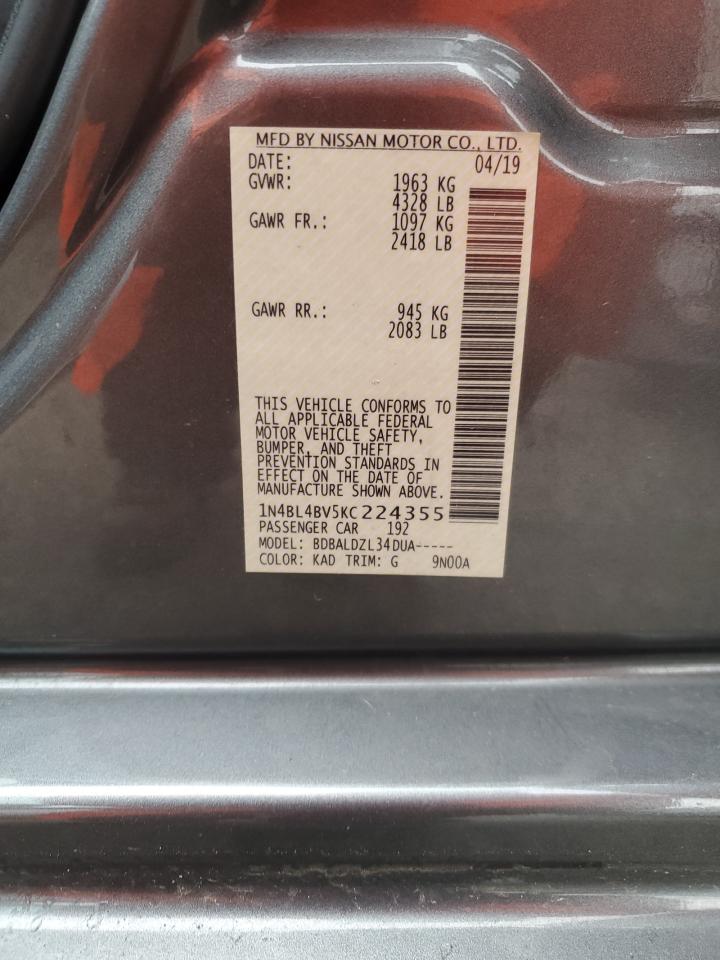 MFD BY NISSAN MOTOR CO., LTD.
DATE: 04/19
GVWR: 1963 KG
4328 LB
GAWR FR.: 1097 KG
2418 LB
GAWR RR.: 945 KG
2083 LB
THIS VEHICLE CONFORMS TO
ALL APPLICABLE FEDERAL
MOTOR VEHICLE SAFETY,
BUMPER, AND THEFT
PREVENTION STANDARDS IN
EFFECT ON THE DATE OF
MANUFACTURE SHOWN ABOVE.
1N4BL4BV5KC224355
PASSENGER CAR 192
MODEL: BDBALDZL34DUA-----
COLOR: KAD TRIM: G 9N00A